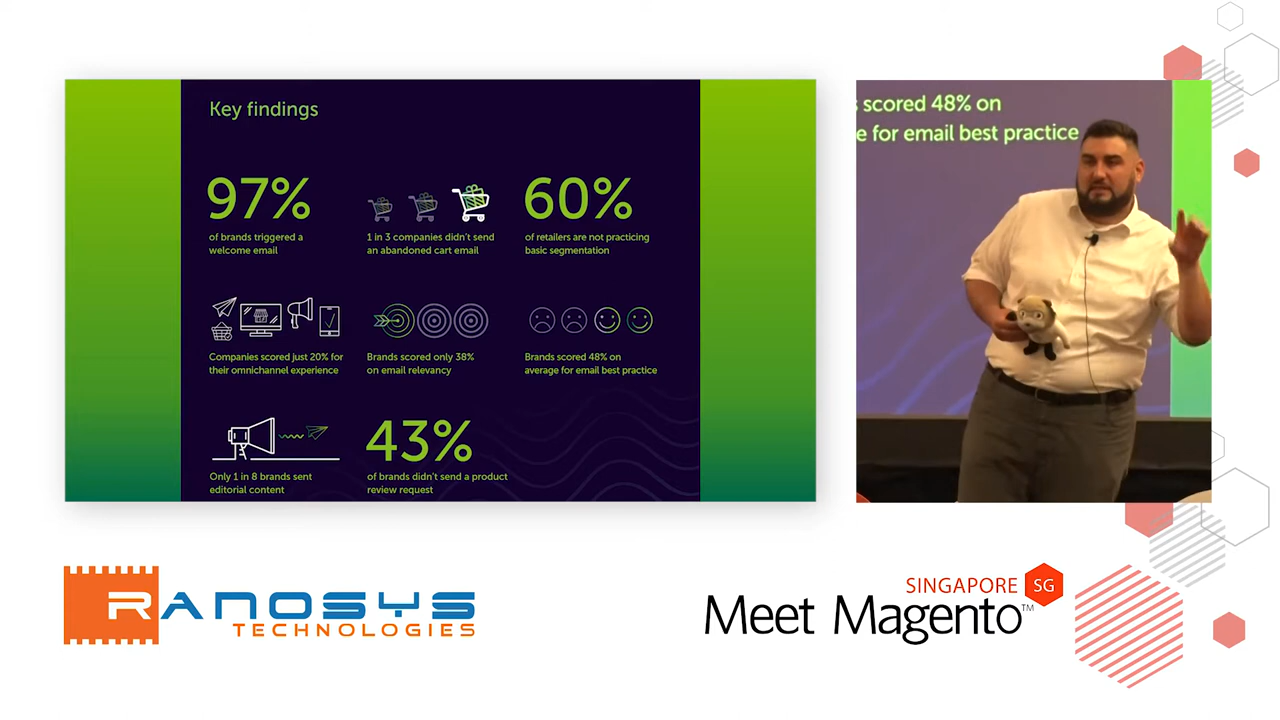 Key findings
97%
of brands triggered a
welcome email
1 in 3 companies didn't send
an abandoned cart email
60%
of retailers are not practicing
basic segmentation
Companies scored just 20% for
their omnichannel experience
Brands scored only 38%
on email relevancy
Brands scored 48% on
average for email best practice
Only 1 in 8 brands sent
editorial content
43%
of brands didn't send a product
review request
s scored 48% on
e for email best practice
RANOSYS
TECHNOLOGIES
SINGAPORE SG
Meet Magento™